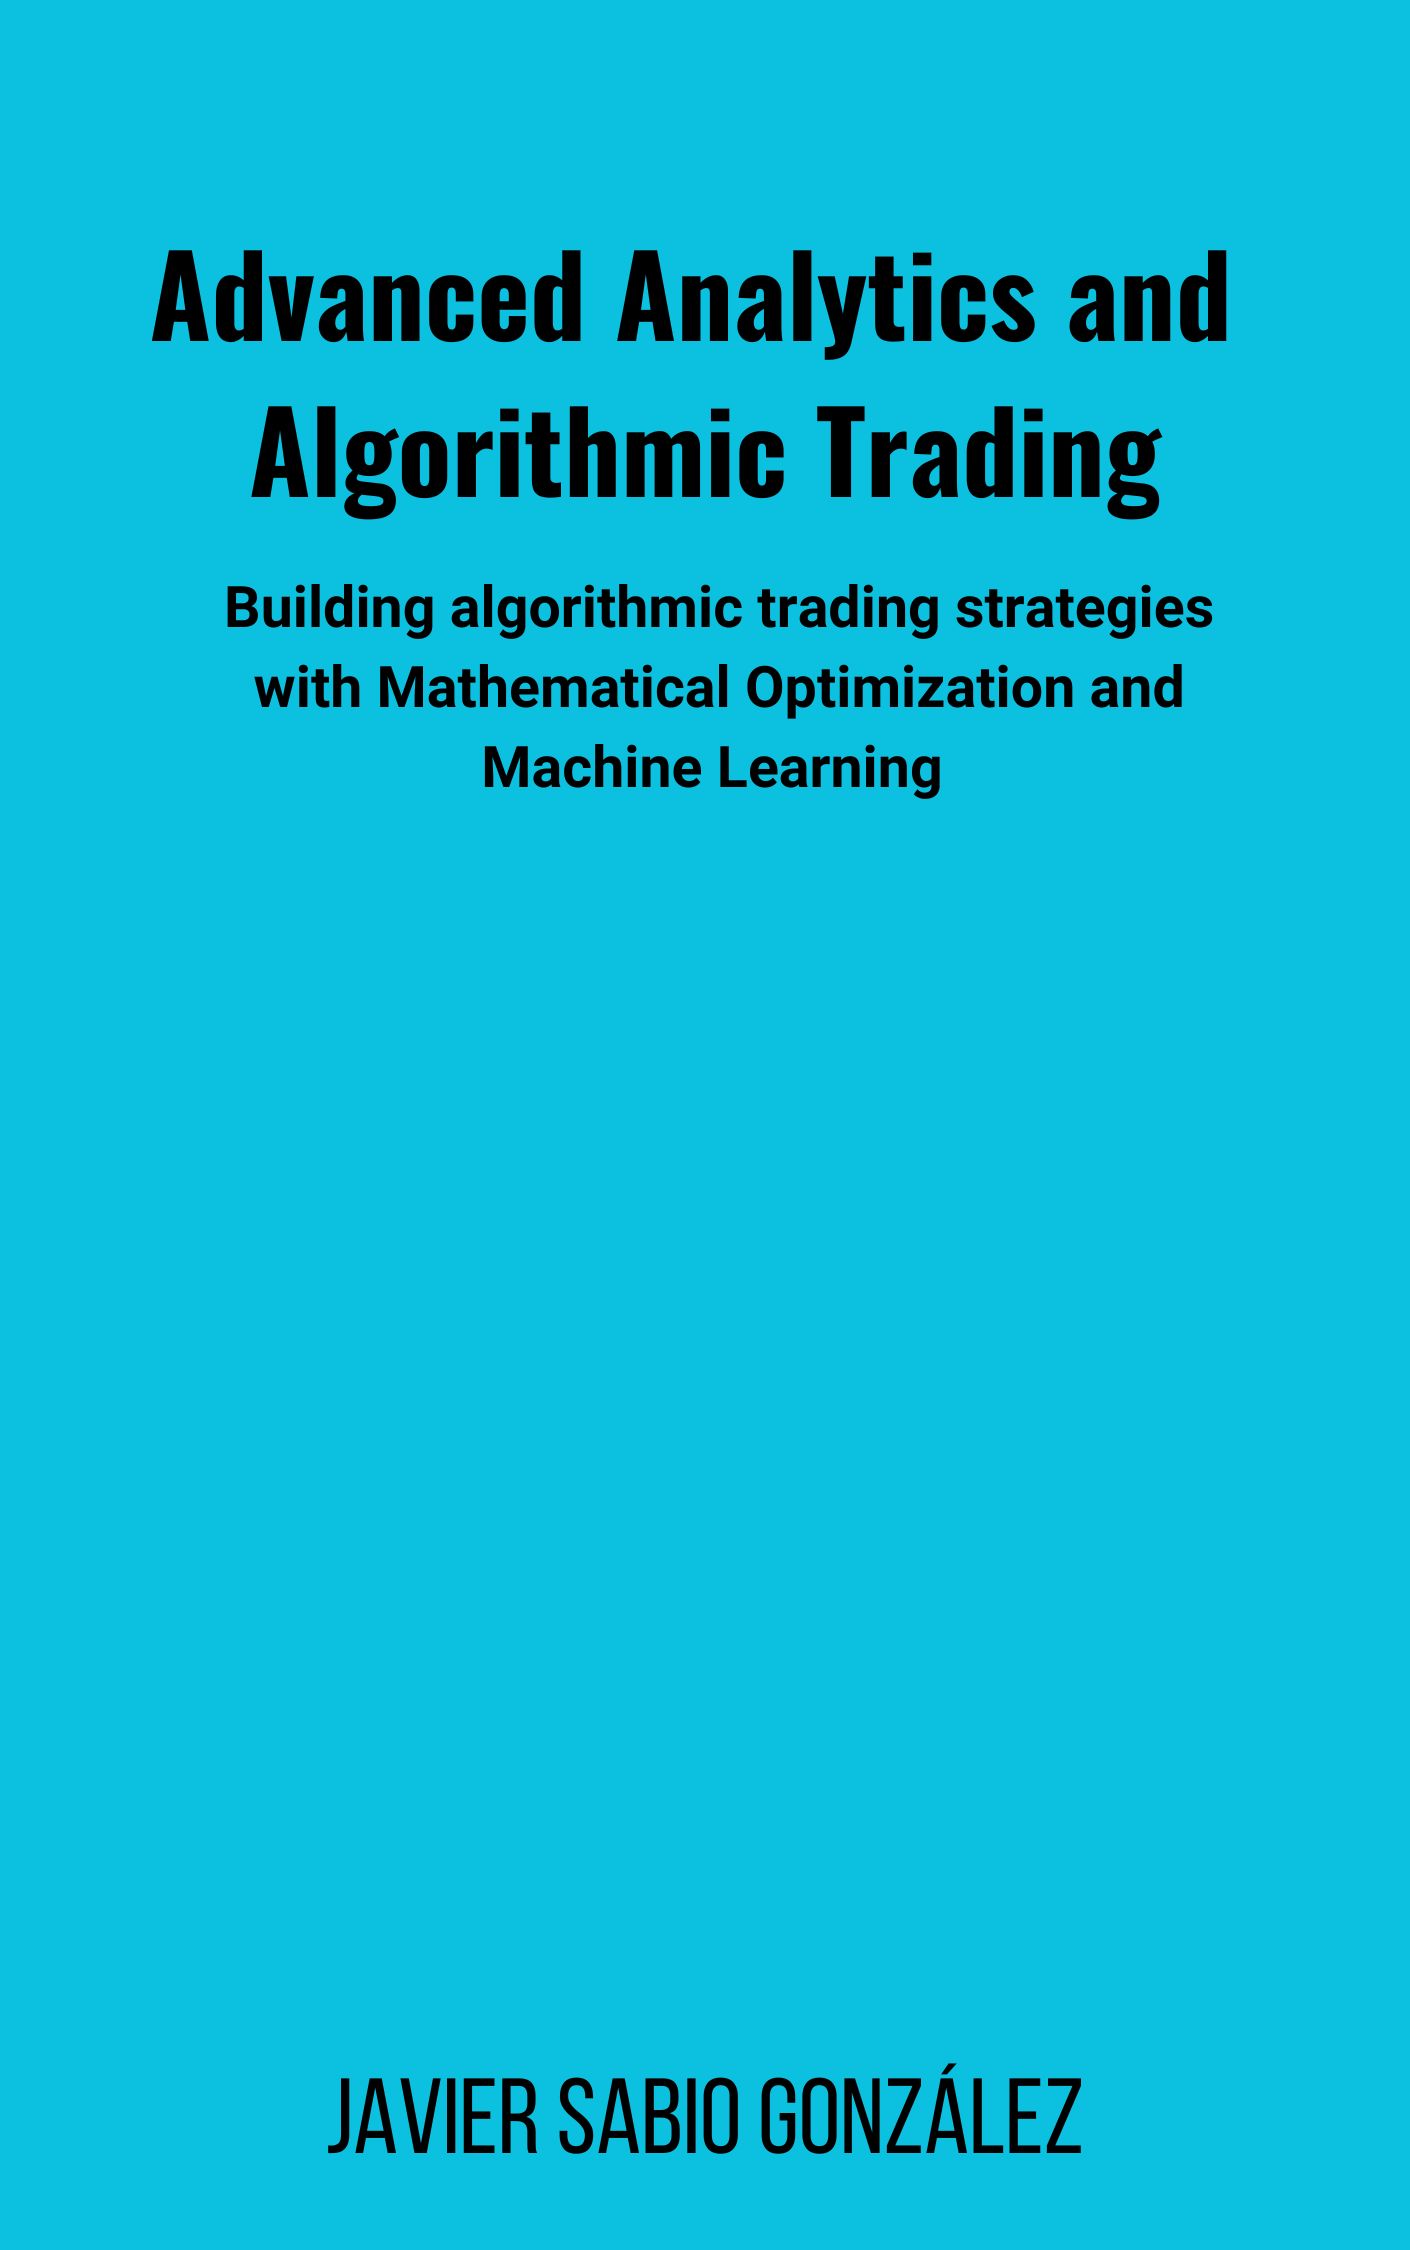 Advanced Analytics and
Algorithmic Trading
Building algorithmic trading strategies
with Mathematical Optimization and
Machine Learning
JAVIER SABIO GONZÁLEZ